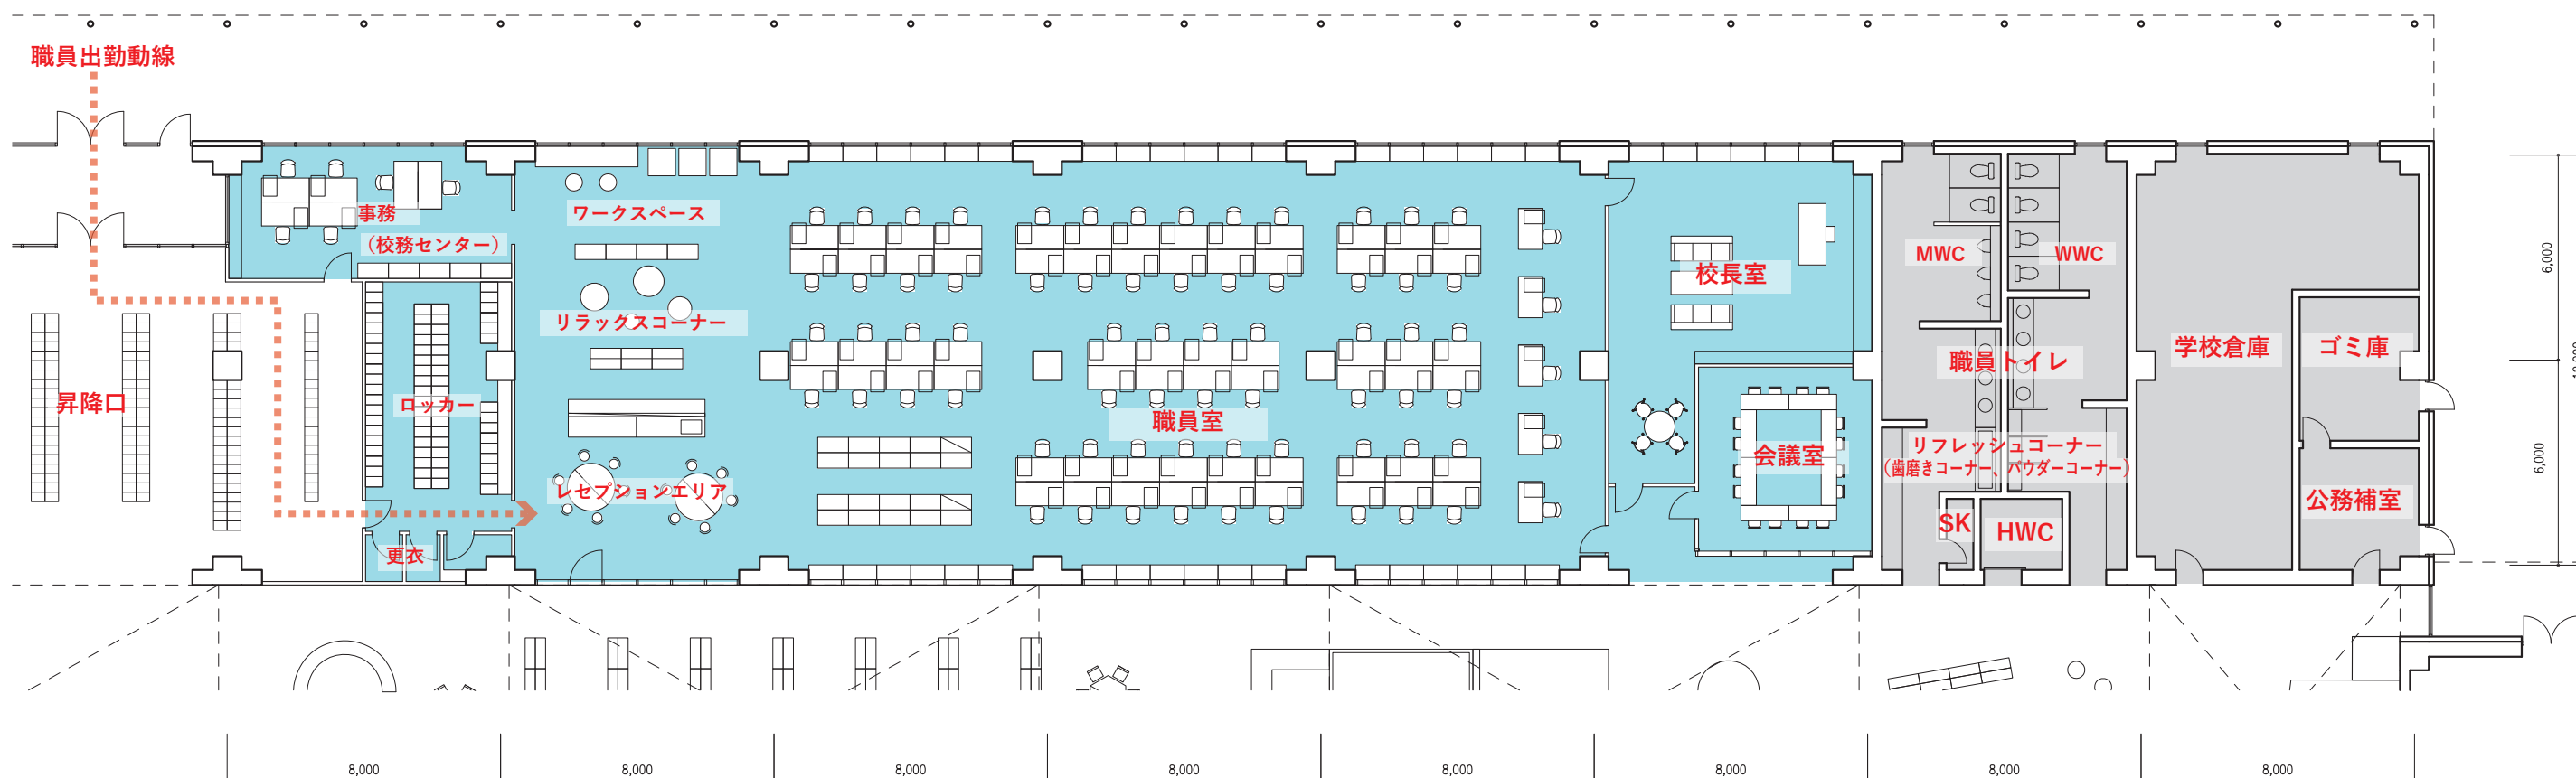 職員出勤動線
事務
（校務センター）
ワークスペース
リラックスコーナー
昇降口
ロッカー
更衣
レセプションエリア
職員室
校長室
会議室
MWC
WWC
職員トイレ
リフレッシュコーナー
（歯磨きコーナー、パウダーコーナー）
SK
HWC
学校倉庫
ゴミ庫
公務補室
6,000
6,000
8,000
8,000
8,000
8,000
8,000
8,000
8,000
8,000